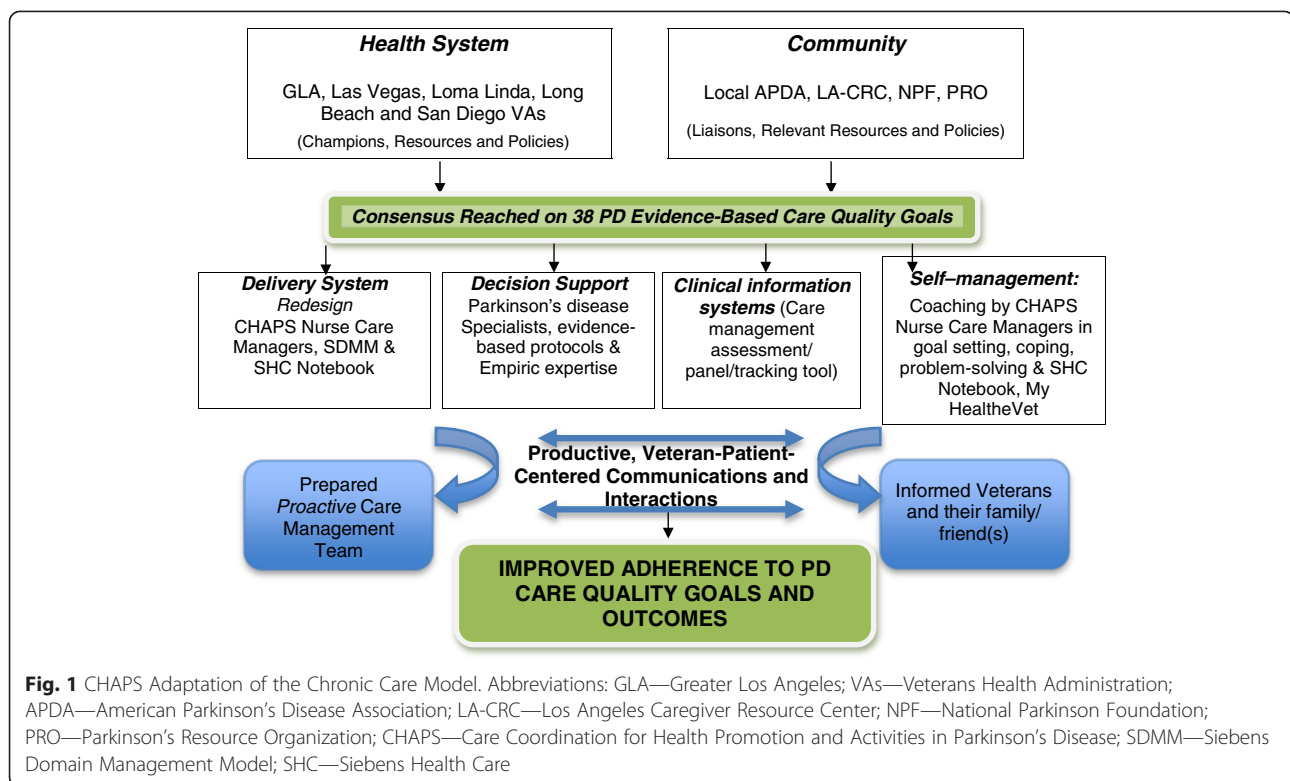 Health System
GLA, Las Vegas, Loma Linda, Long
Beach and San Diego VAs
(Champions, Resources and Policies)
Community
Local APDA, LA-CRC, NPF, PRO
(Liaisons, Relevant Resources and Policies)
Consensus Reached on 38 PD Evidence-Based Care Quality Goals
Delivery System
Redesign
CHAPS Nurse Care
Managers, SDMM &
SHC Notebook
Decision Support
Parkinson's disease
Specialists, evidence-
based protocols &
Empiric expertise
Clinical information
systems (Care
management
assessment/
panel/tracking tool)
Self–management:
Coaching by CHAPS
Nurse Care Managers in
goal setting, coping,
problem-solving & SHC
Notebook, My
HealtheVet
Prepared
Proactive Care
Management
Team
Productive, Veteran-Patient-
Centered Communications and
Interactions
Informed Veterans
and their family/
friend(s)
IMPROVED ADHERENCE TO PD
CARE QUALITY GOALS AND
OUTCOMES
Fig. 1 CHAPS Adaptation of the Chronic Care Model. Abbreviations: GLA—Greater Los Angeles; VAs—Veterans Health Administration;
APDA—American Parkinson's Disease Association; LA-CRC—Los Angeles Caregiver Resource Center; NPF—National Parkinson Foundation;
PRO—Parkinson's Resource Organization; CHAPS—Care Coordination for Health Promotion and Activities in Parkinson's Disease; SDMM—Siebens
Domain Management Model; SHC—Siebens Health Care